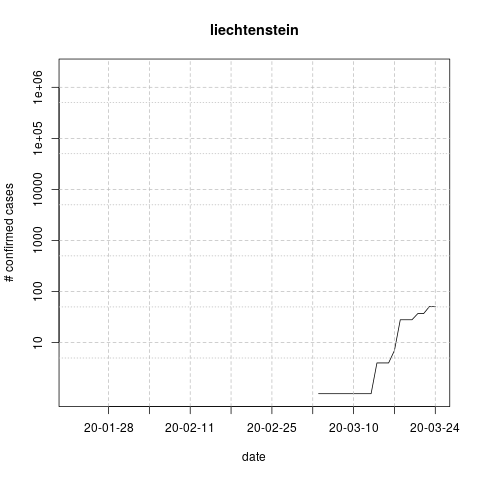 liechtenstein
# confirmed cases
1e+06
1e+05
10000
1000
100
10
20-01-28
20-02-11
20-02-25
20-03-10
20-03-24
date